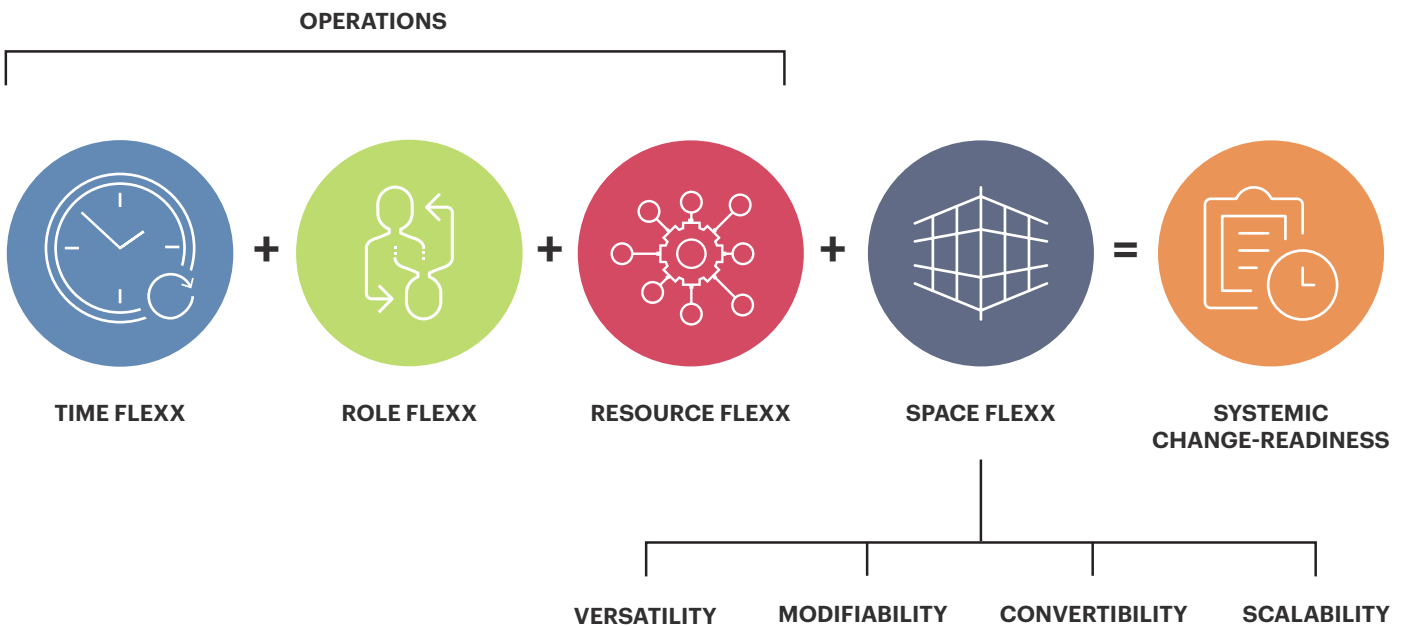 OPERATIONS
+ + + =
TIME FLEXX ROLE FLEXX RESOURCE FLEXX SPACE FLEXX SYSTEMIC
CHANGE-READINESS
VERSATILITY MODIFIABILITY CONVERTIBILITY SCALABILITY